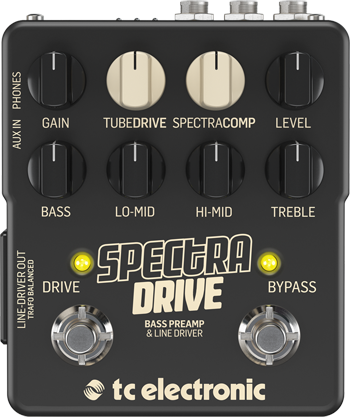 AUX IN PHONES
GAIN TUBEDRIVE SPECTRACOMP LEVEL
BASS LO-MID HI-MID TREBLE
LINE-DRIVER OUT
TRAFO BALANCED
SPECTRA
DRIVE
DRIVE BYPASS
BASS PREAMP
& LINE DRIVER
tc electronic